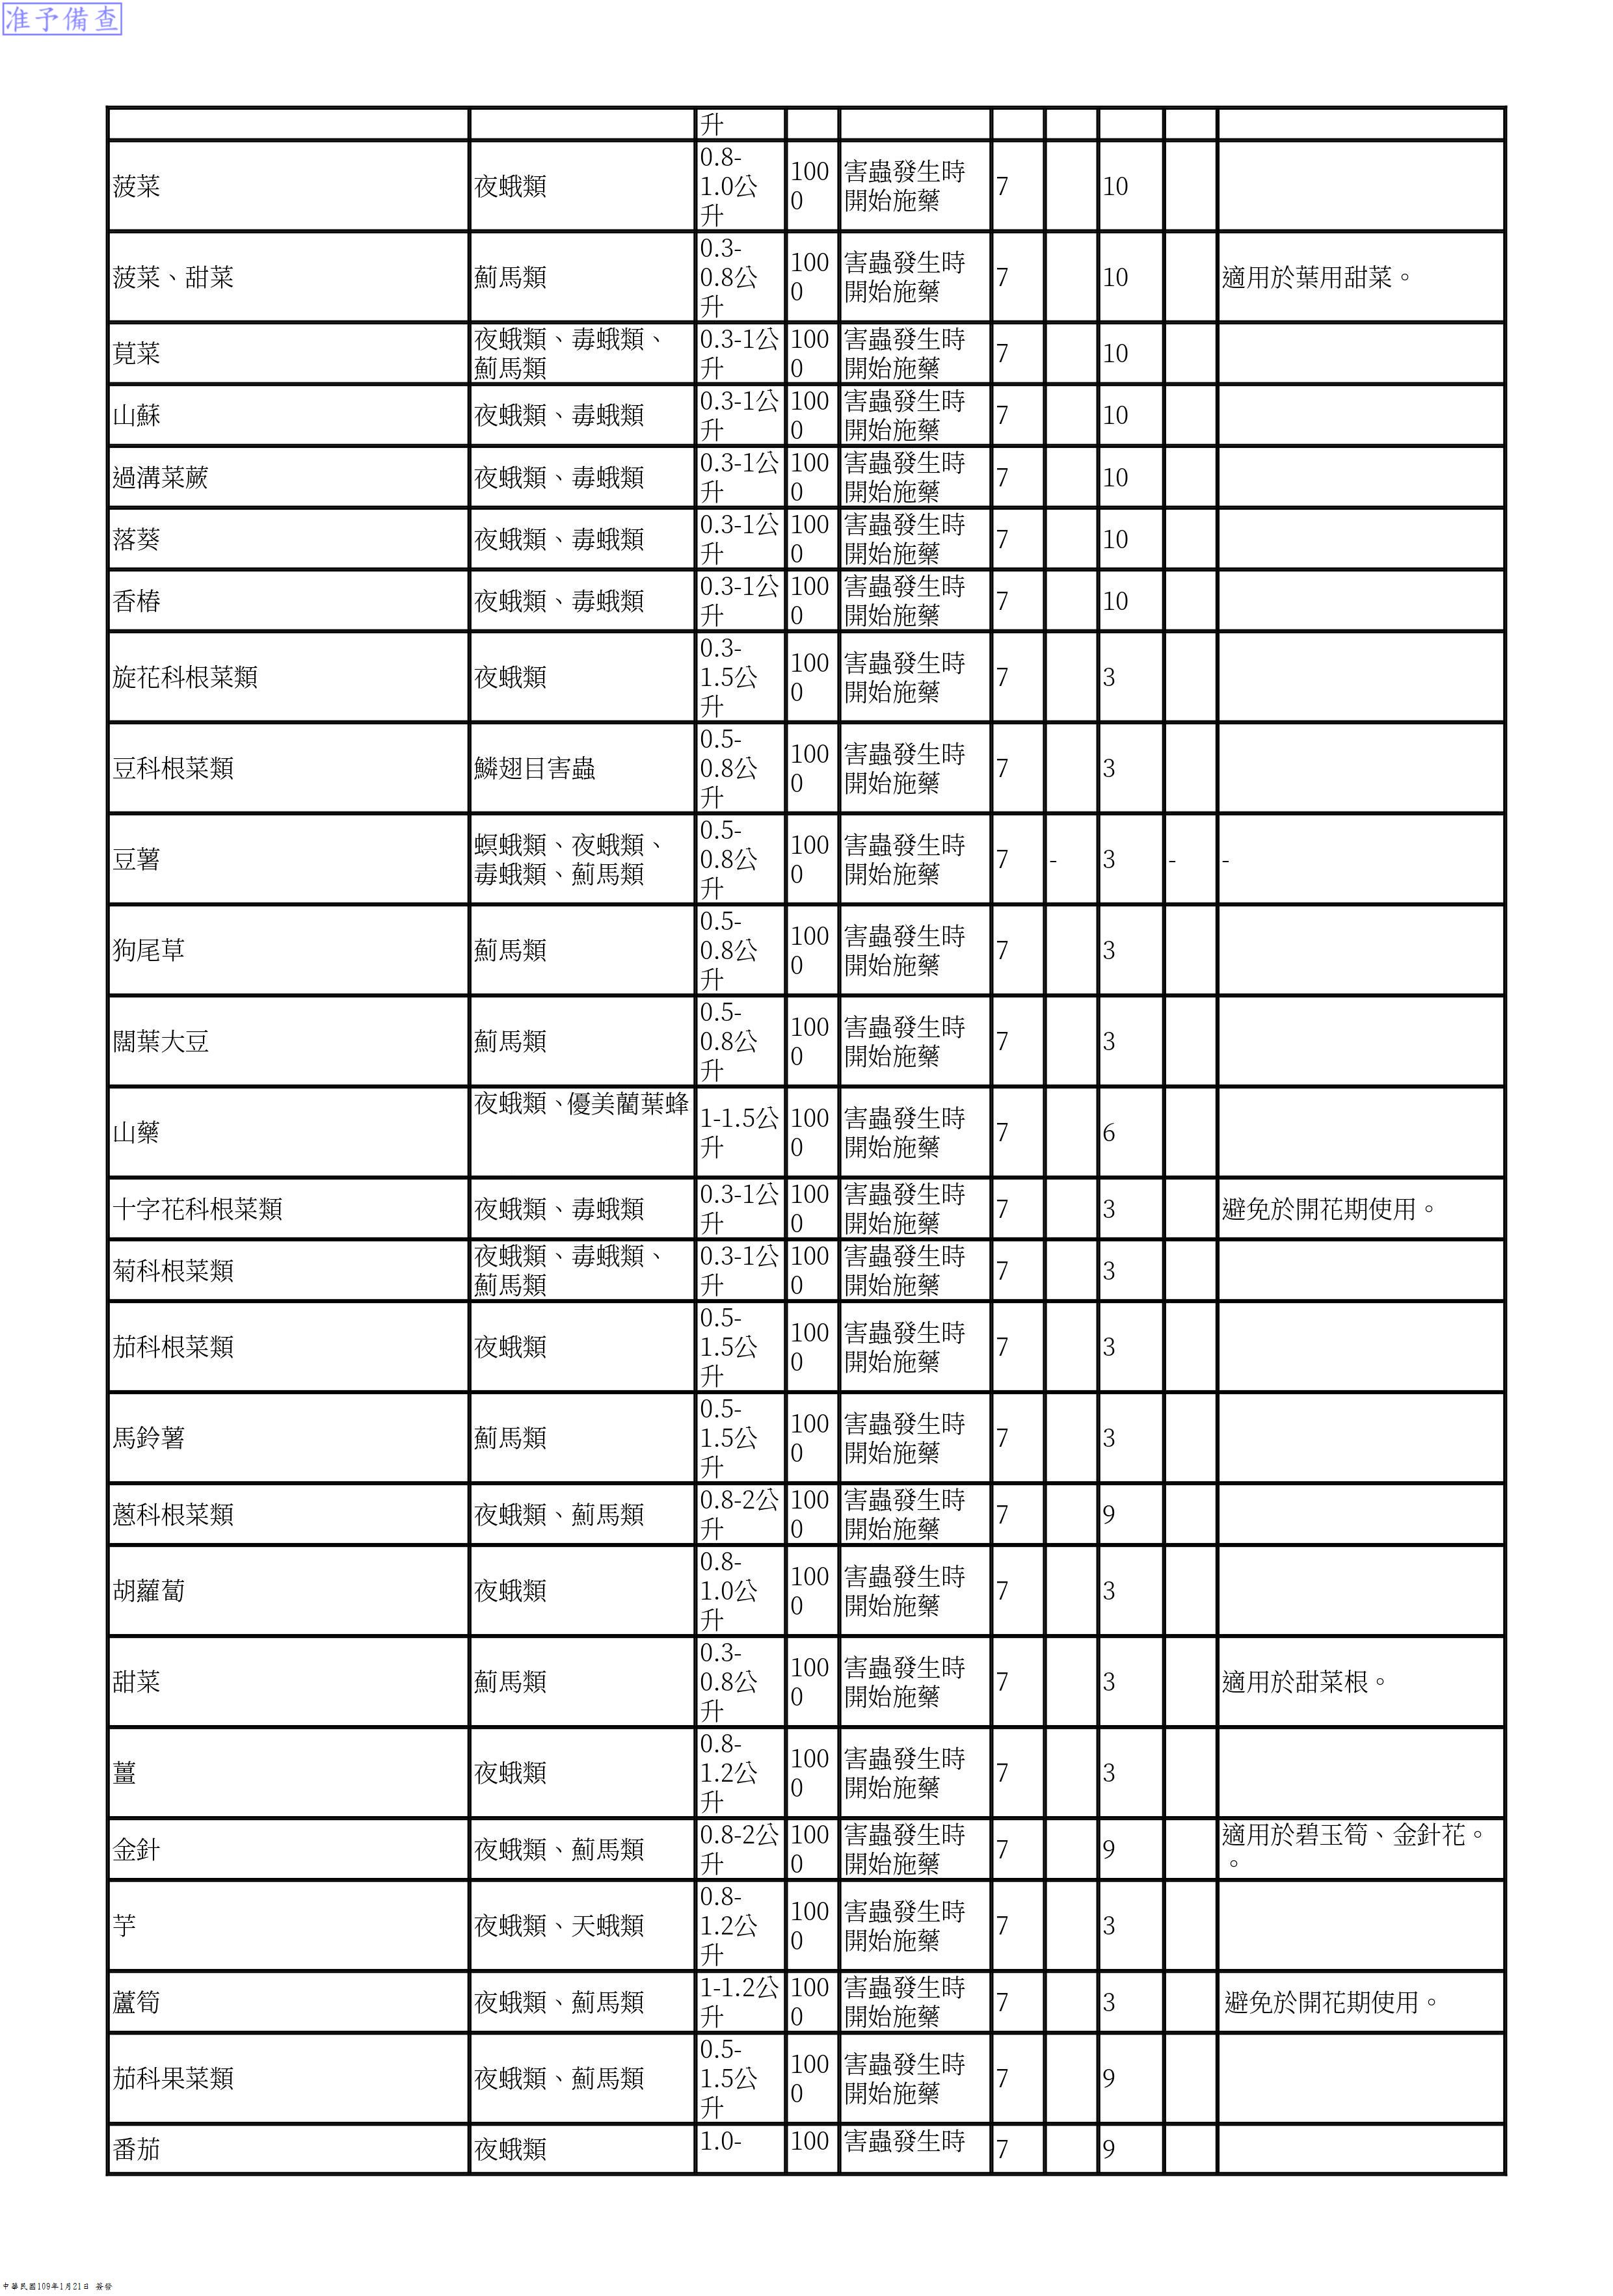 准予備查
升
菠菜 夜蛾類 0.8-1.0公升 1000 害蟲發生時開始施藥 7 10
菠菜、甜菜 薊馬類 0.3-0.8公升 1000 害蟲發生時開始施藥 7 10 適用於葉用甜菜。
莧菜 夜蛾類、毒蛾類、薊馬類 0.3-1公升 1000 害蟲發生時開始施藥 7 10
山蘇 夜蛾類、毒蛾類 0.3-1公升 1000 害蟲發生時開始施藥 7 10
過溝菜蕨 夜蛾類、毒蛾類 0.3-1公升 1000 害蟲發生時開始施藥 7 10
落葵 夜蛾類、毒蛾類 0.3-1公升 1000 害蟲發生時開始施藥 7 10
香椿 夜蛾類、毒蛾類 0.3-1公升 1000 害蟲發生時開始施藥 7 10
旋花科根菜類 夜蛾類 0.3-1.5公升 1000 害蟲發生時開始施藥 7 3
豆科根菜類 鱗翅目害蟲 0.5-0.8公升 1000 害蟲發生時開始施藥 7 3
豆薯 螟蛾類、夜蛾類、毒蛾類、薊馬類 0.5-0.8公升 1000 害蟲發生時開始施藥 7 - 3 - -
狗尾草 薊馬類 0.5-0.8公升 1000 害蟲發生時開始施藥 7 3
闊葉大豆 薊馬類 0.5-0.8公升 1000 害蟲發生時開始施藥 7 3
山藥 夜蛾類、優美藺葉蜂 1-1.5公升 1000 害蟲發生時開始施藥 7 6
十字花科根菜類 夜蛾類、毒蛾類 0.3-1公升 1000 害蟲發生時開始施藥 7 3 避免於開花期使用。
菊科根菜類 夜蛾類、毒蛾類、薊馬類 0.3-1公升 1000 害蟲發生時開始施藥 7 3
茄科根菜類 夜蛾類 0.5-1.5公升 1000 害蟲發生時開始施藥 7 3
馬鈴薯 薊馬類 0.5-1.5公升 1000 害蟲發生時開始施藥 7 3
蔥科根菜類 夜蛾類、薊馬類 0.8-2公升 1000 害蟲發生時開始施藥 7 9
胡蘿蔔 夜蛾類 0.8-1.0公升 1000 害蟲發生時開始施藥 7 3
甜菜 薊馬類 0.3-0.8公升 1000 害蟲發生時開始施藥 7 3 適用於甜菜根。
薑 夜蛾類 0.8-1.2公升 1000 害蟲發生時開始施藥 7 3
金針 夜蛾類、薊馬類 0.8-2公升 1000 害蟲發生時開始施藥 7 9 適用於碧玉筍、金針花。。
芋 夜蛾類、天蛾類 0.8-1.2公升 1000 害蟲發生時開始施藥 7 3
蘆筍 夜蛾類、薊馬類 1-1.2公升 1000 害蟲發生時開始施藥 7 3 避免於開花期使用。
茄科果菜類 夜蛾類、薊馬類 0.5-1.5公升 1000 害蟲發生時開始施藥 7 9
番茄 夜蛾類 1.0- 100 害蟲發生時 7 9
中華民國109年1月21日 簽發